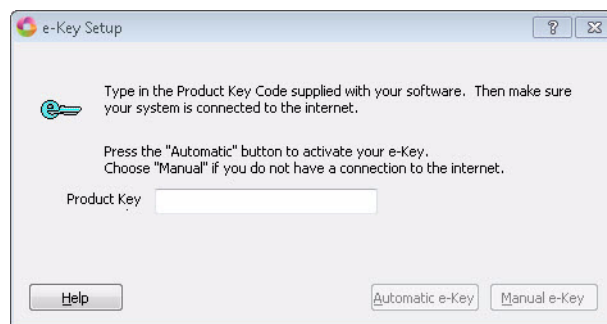 e-Key Setup
Type in the Product Key Code supplied with your software. Then make sure
your system is connected to the internet.
Press the "Automatic" button to activate your e-Key.
Choose "Manual" if you do not have a connection to the internet.
Product Key
Help
Automatic e-Key
Manual e-Key